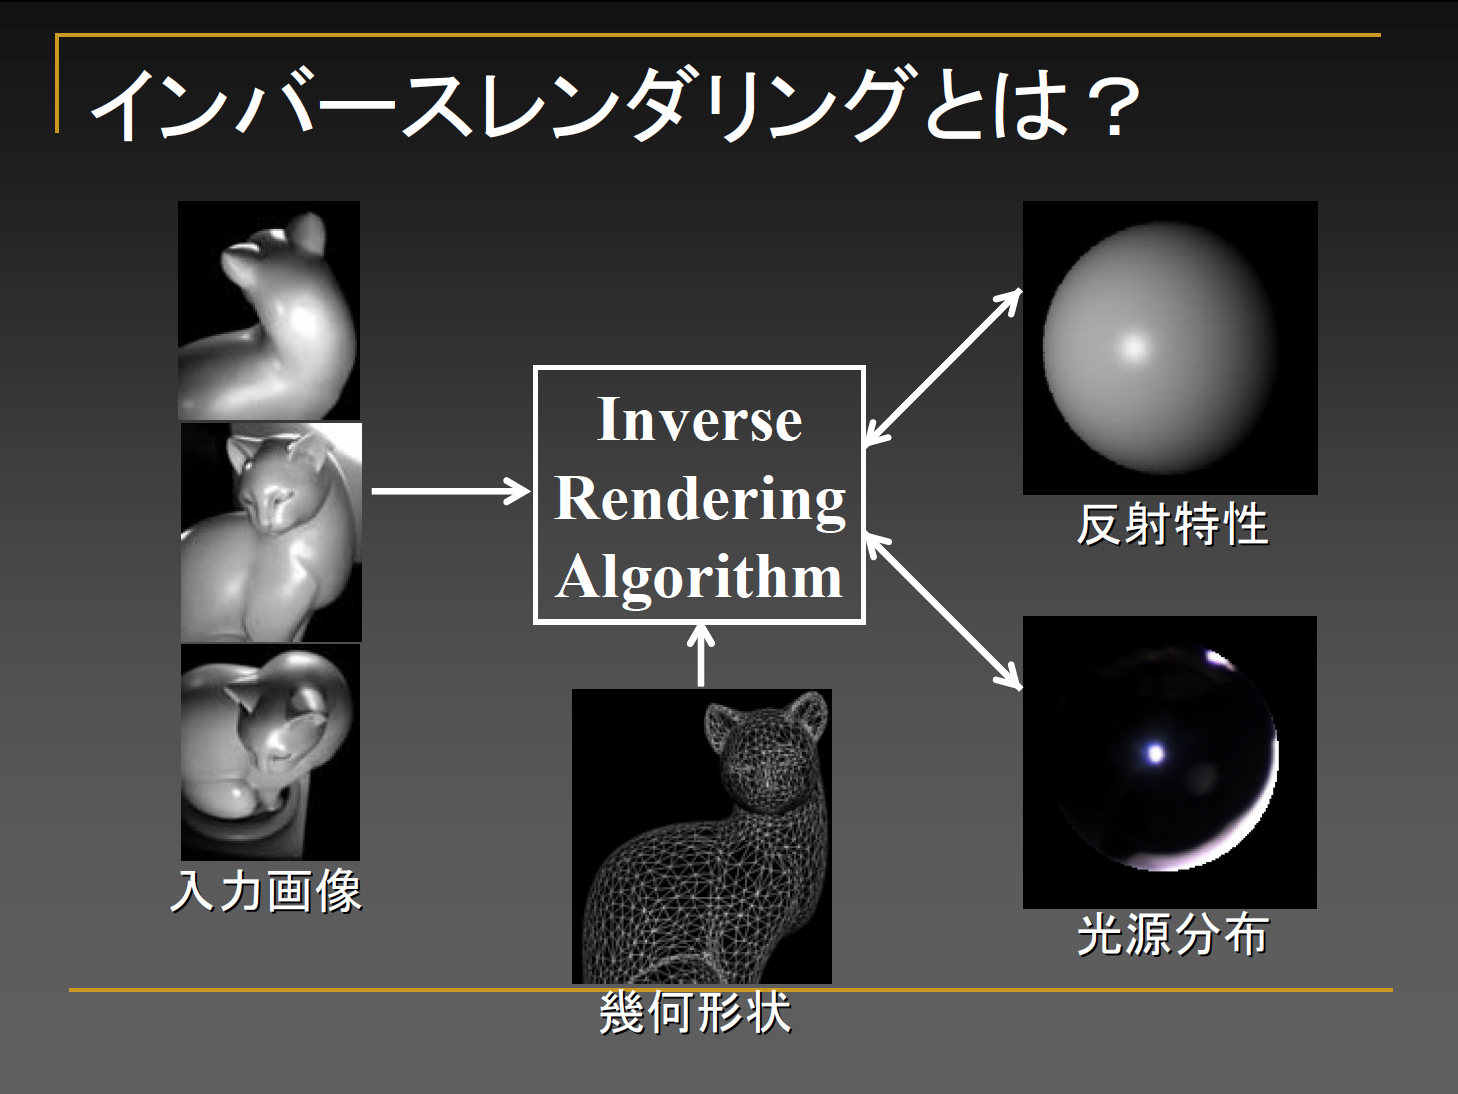 インバースレンダリングとは？
Inverse
Rendering
Algorithm
入力画像
幾何形状
反射特性
光源分布